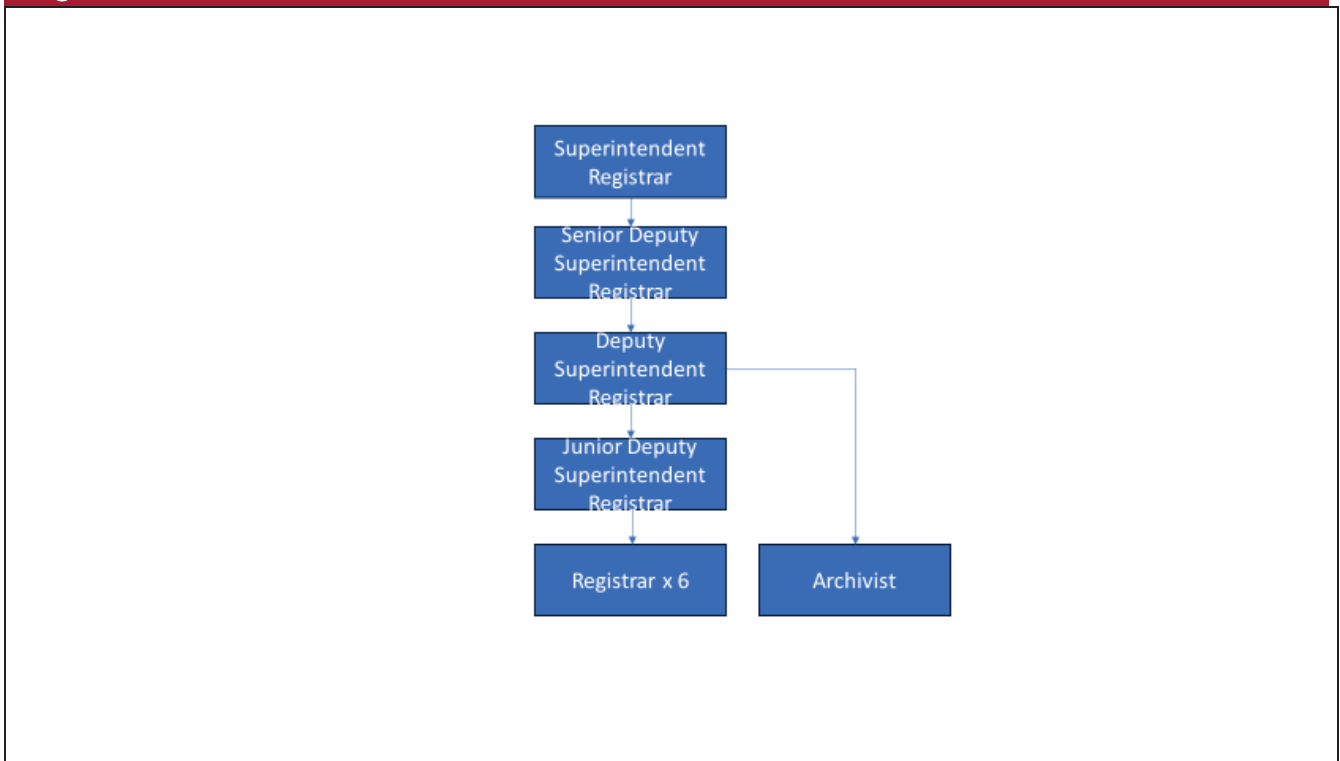 Superintendent
Registrar
Senior Deputy
Superintendent
Registrar
Deputy
Superintendent
Registrar
Junior Deputy
Superintendent
Registrar
Registrar x 6
Archivist